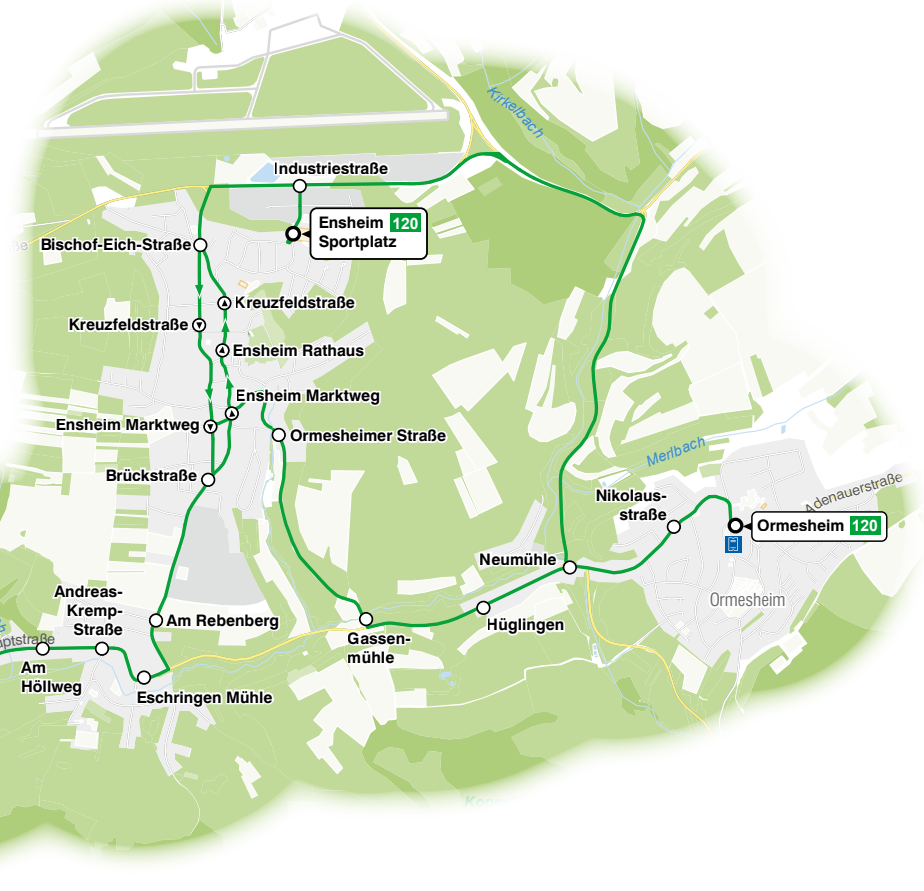 Kirkelbach
Industriestraße
Ensheim 120
Sportplatz
Bischof-Eich-Straße
Kreuzfeldstraße
Kreuzfeldstraße
Ensheim Rathaus
Ensheim Marktweg
Ensheim Marktweg
Ormesheimer Straße
Merlbach
Brückstraße
Adenauerstraße
Nikolaus-
straße
Ormesheim 120
Neumühle
Andreas-
Kremp-
Straße
Ormesheim
Hüglingen
Am Rebenberg
Gassen-
mühle
Am
Höllweg
Eschringen Mühle